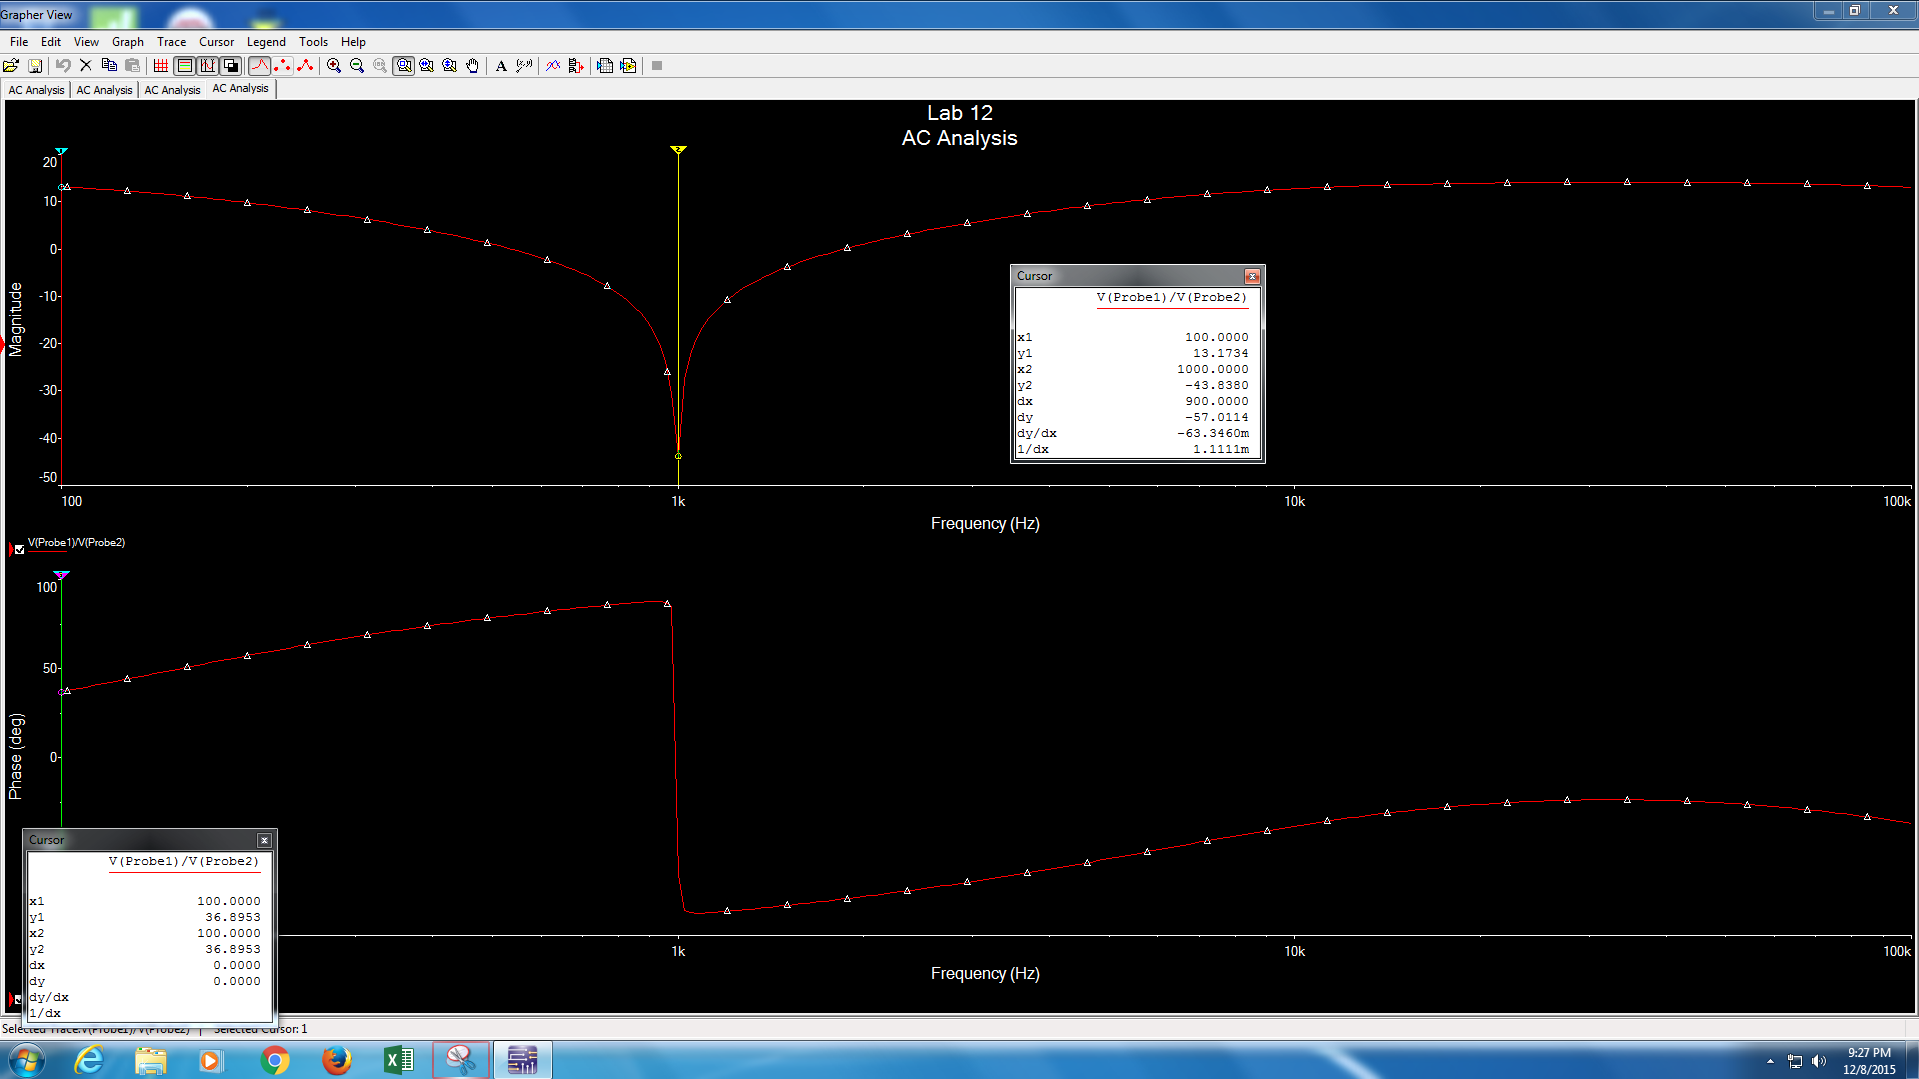 Grapher View
File Edit View Graph Trace Cursor Legend Tools Help
AC Analysis AC Analysis AC Analysis AC Analysis
Lab 12
AC Analysis
Magnitude
20
10
0
-10
-20
-30
-40
-50
100 1k 10k 100k
Frequency (Hz)
Cursor
V(Probe1)/V(Probe2)
x1 100.0000
y1 13.1734
x2 1000.0000
y2 -43.8380
dx 900.0000
dy -57.0114
dy/dx -63.3460m
1/dx 1.1111m
V(Probe1)/V(Probe2)
Phase (deg)
100
50
0
1k 10k 100k
Frequency (Hz)
Cursor
V(Probe1)/V(Probe2)
x1 100.0000
y1 36.8953
x2 100.0000
y2 36.8953
dx 0.0000
dy 0.0000
dy/dx
1/dx
Selected Trace:V(Probe1)/V(Probe2) Selected Cursor: 1
9:27 PM
12/8/2015